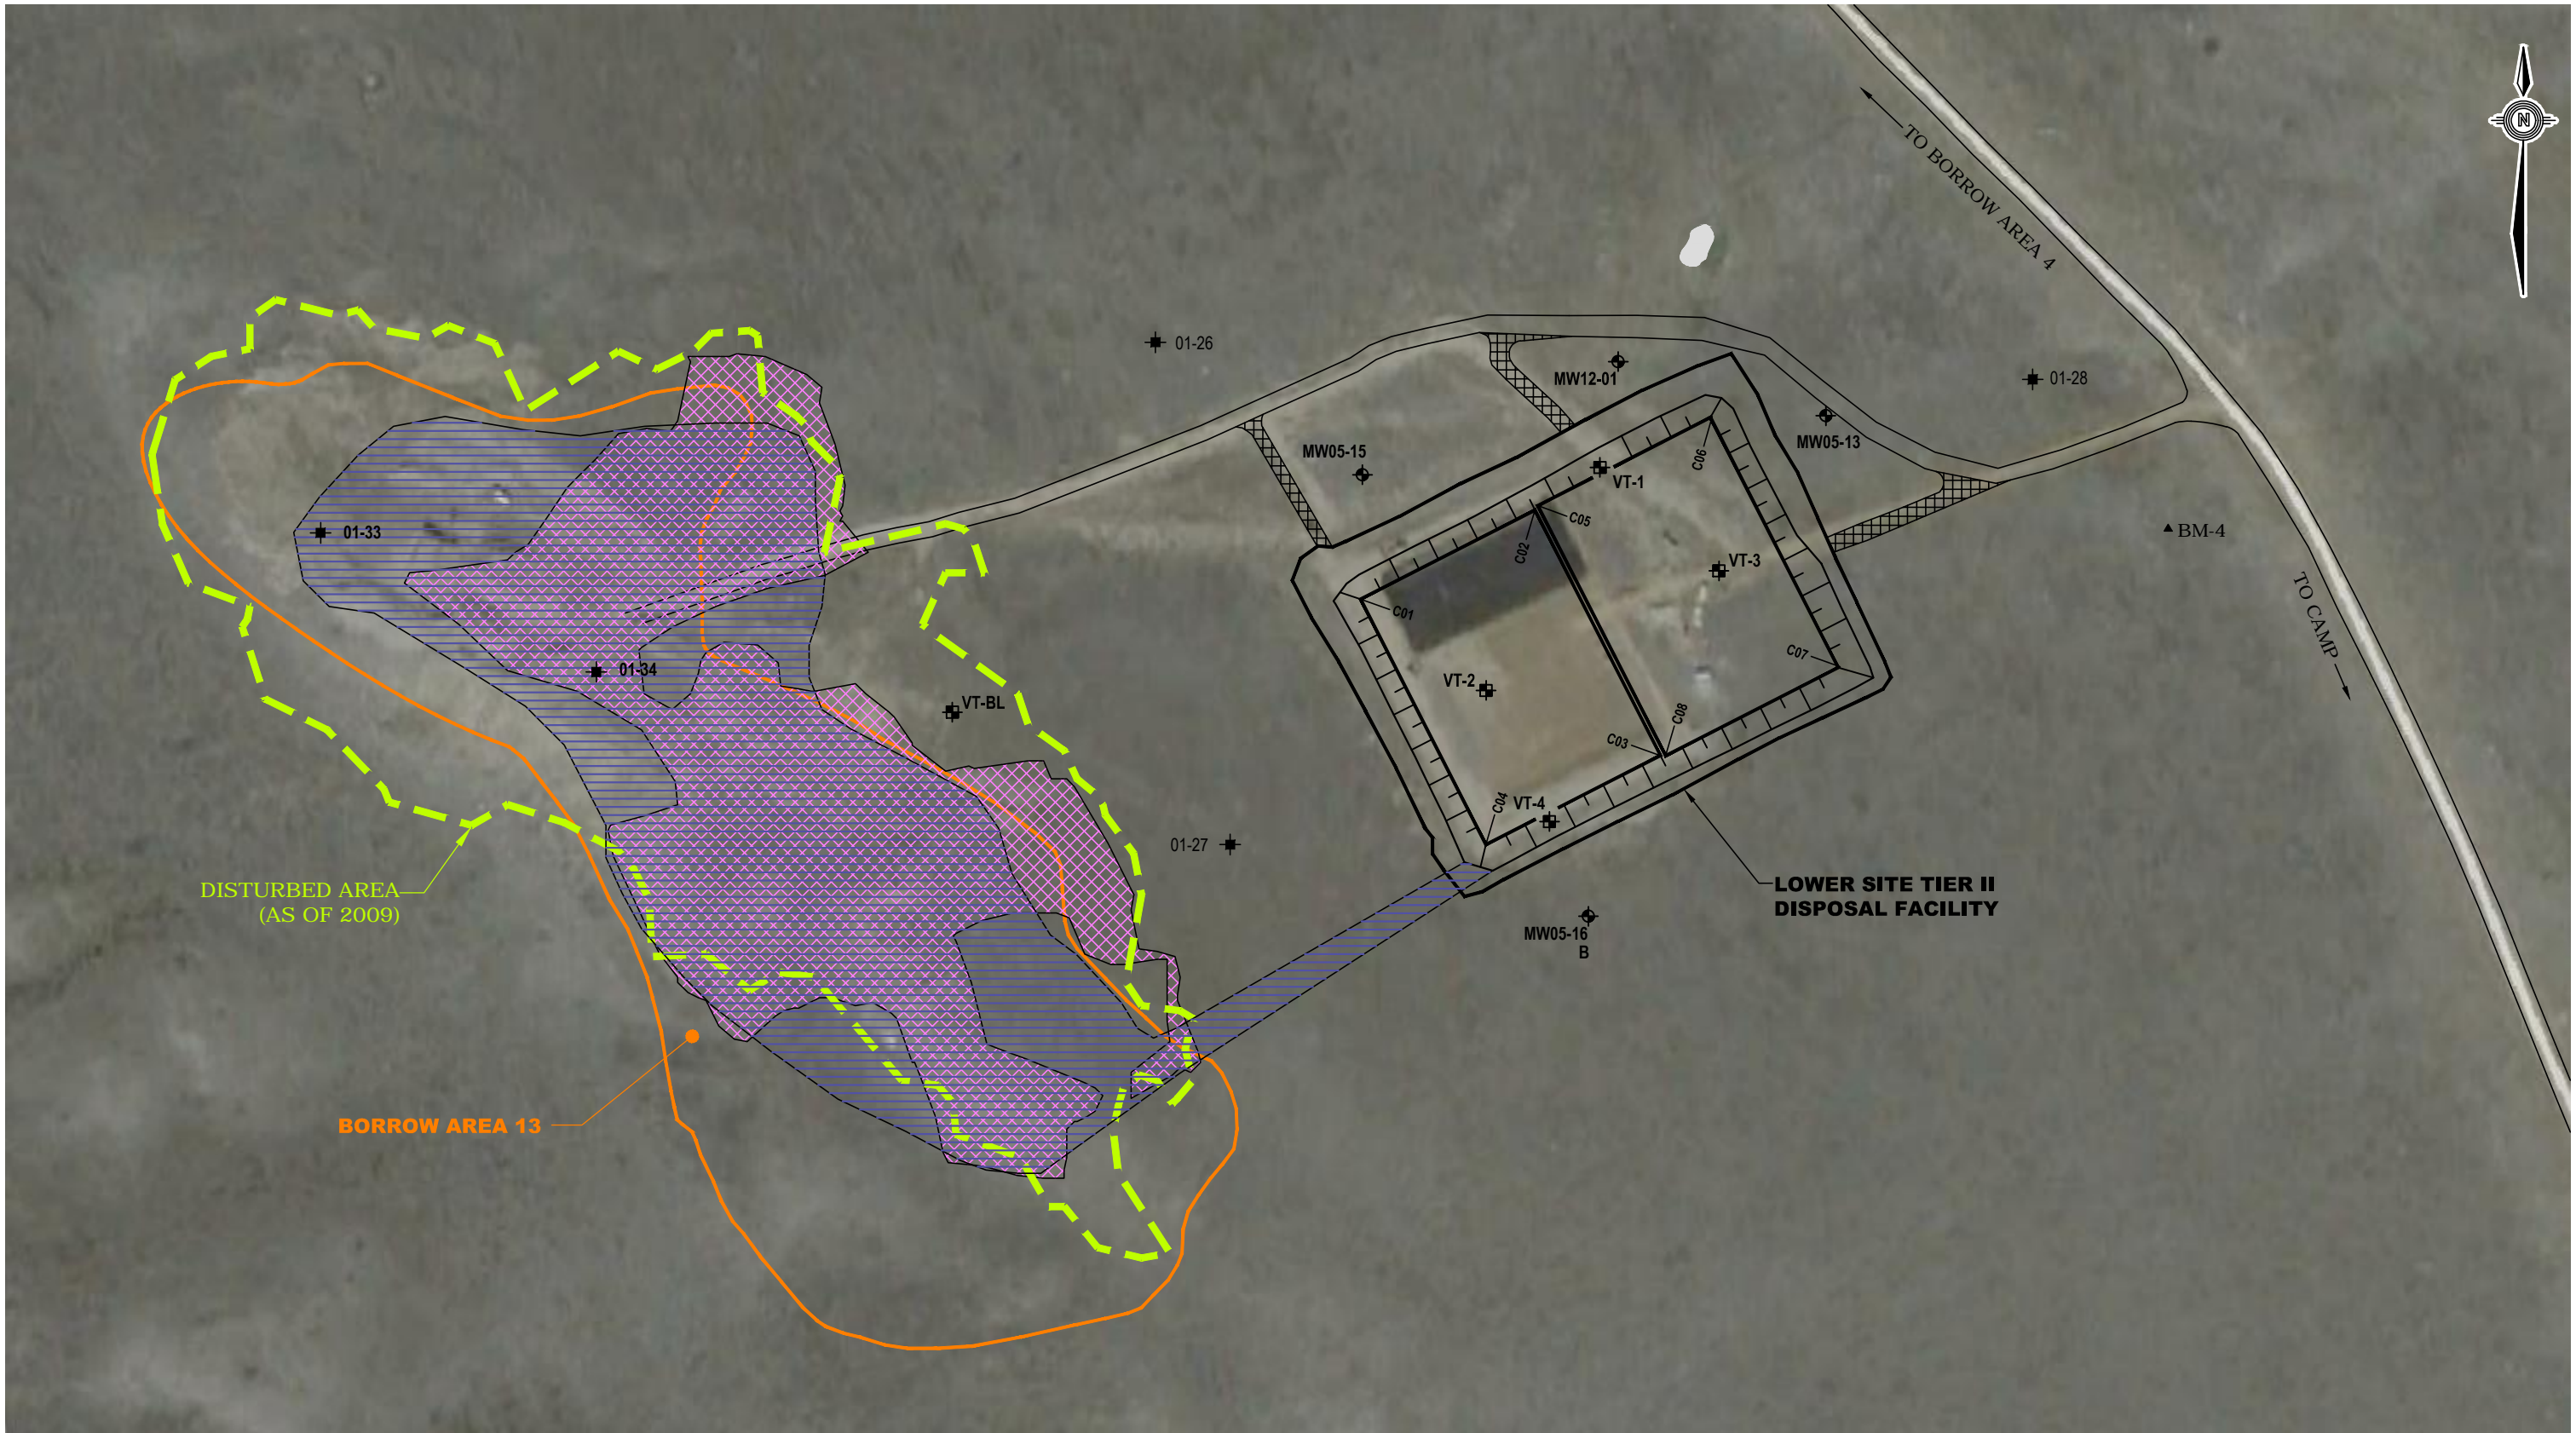 N
TO BORROW AREA 4
01-26
MW12-01
01-28
MW05-13
MW05-15
C06
VT-1
C05
01-33
BM-4
C02
VT-3
TO CAMP
C01
C07
01-34
VT-2
VT-BL
C08
C03
C04
VT-4
01-27
DISTURBED AREA
(AS OF 2009)
LOWER SITE TIER II
DISPOSAL FACILITY
MW05-16
B
BORROW AREA 13